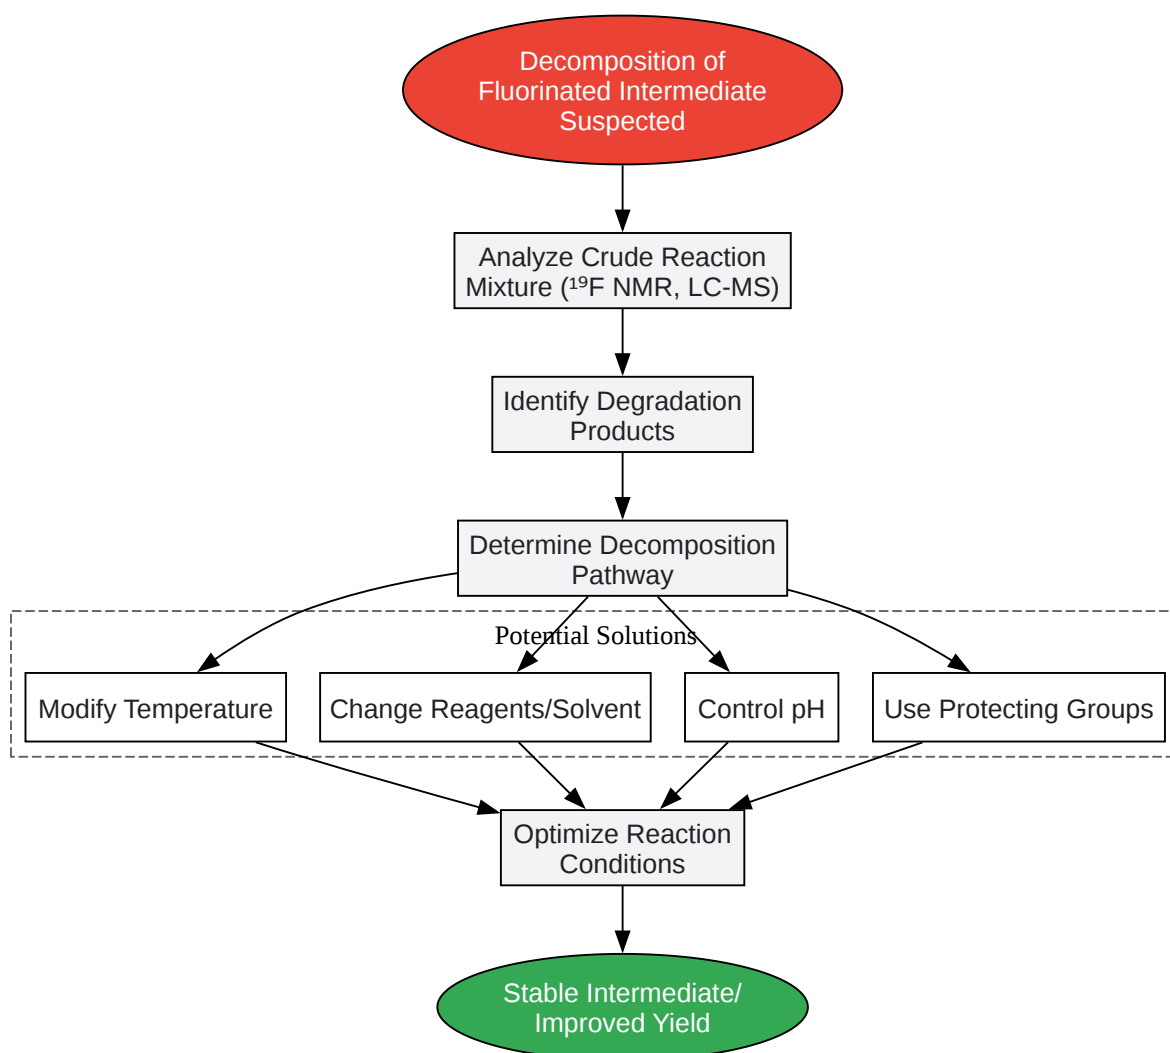 Decomposition of
Fluorinated Intermediate
Suspected
Analyze Crude Reaction
Mixture (¹⁹F NMR, LC-MS)
Identify Degradation
Products
Determine Decomposition
Pathway
Potential Solutions
Modify Temperature
Change Reagents/Solvent
Control pH
Use Protecting Groups
Optimize Reaction
Conditions
Stable Intermediate/
Improved Yield